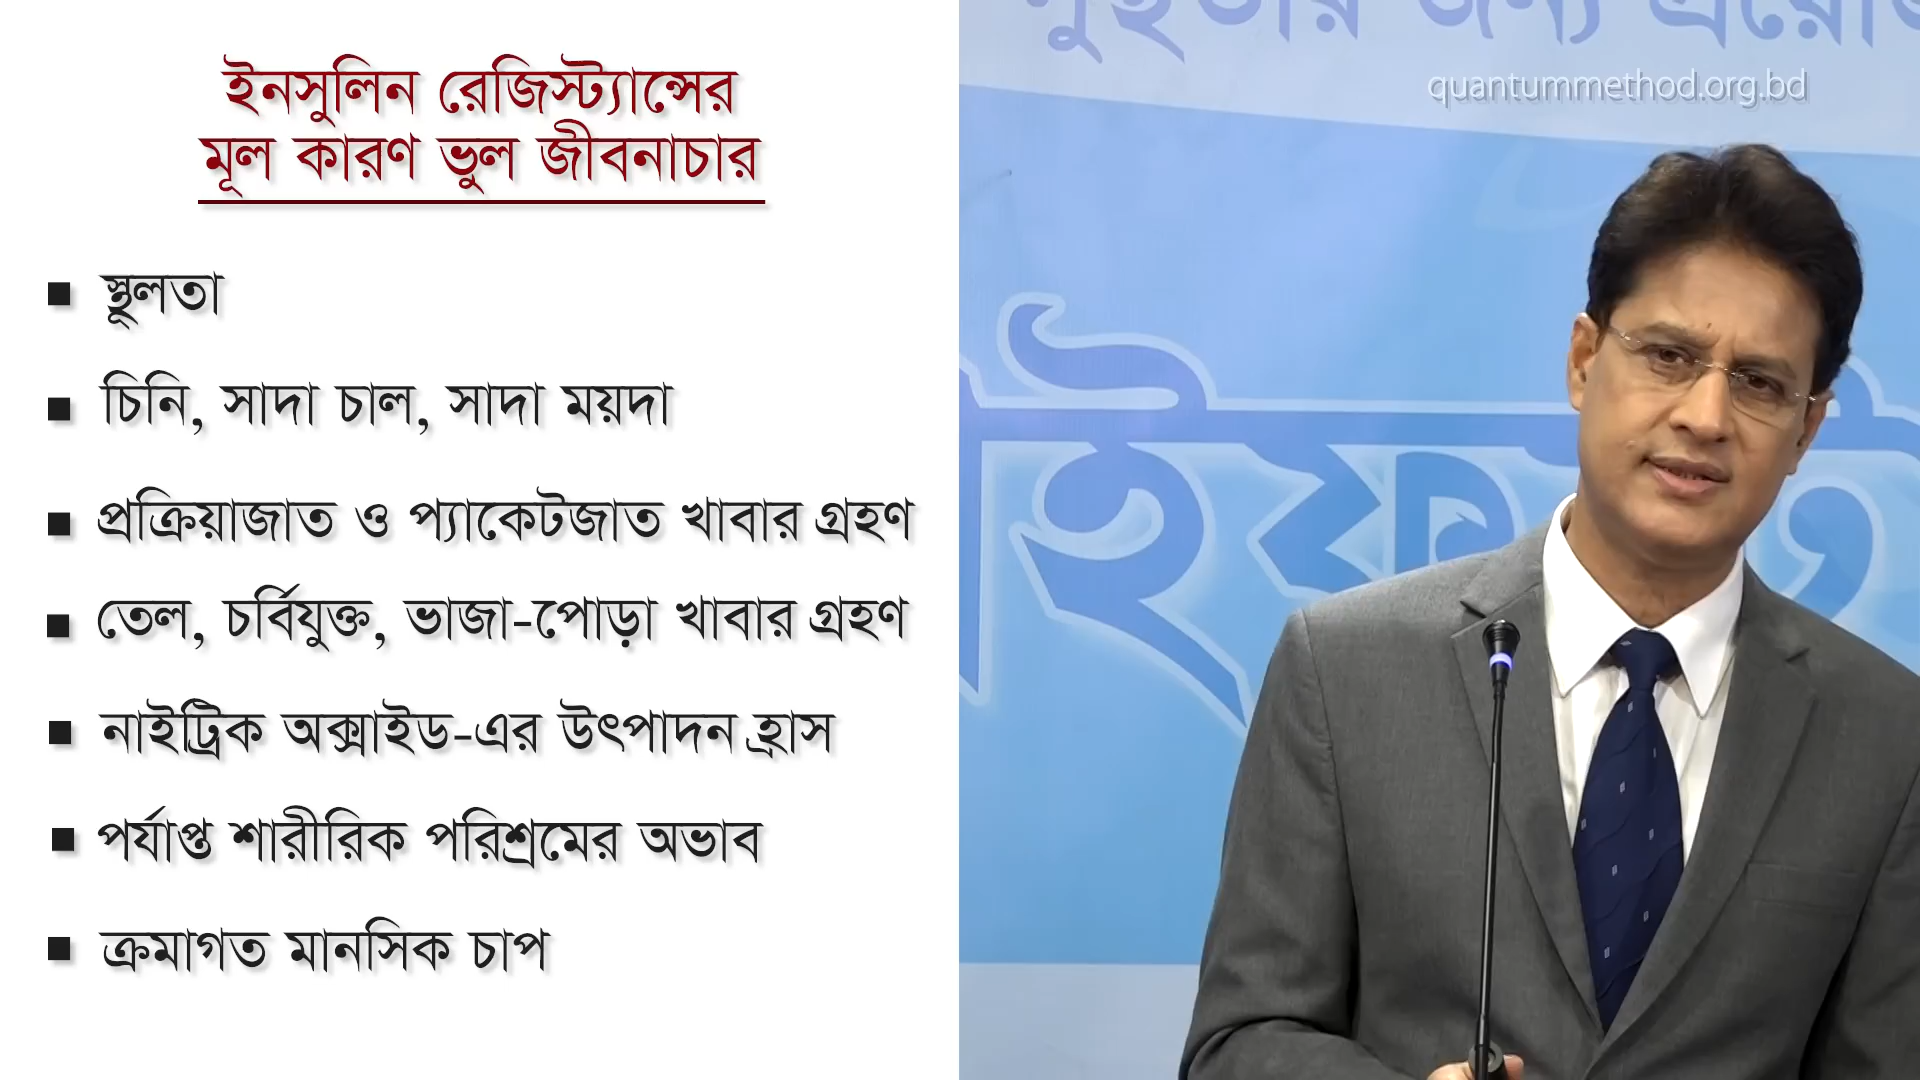 ইনসুলিন রেজিস্ট্যান্সের
মূল কারণ ভুল জীবনাচার
▪ স্থূলতা
▪ চিনি, সাদা চাল, সাদা ময়দা
▪ প্রক্রিয়াজাত ও প্যাকেটজাত খাবার গ্রহণ
▪ তেল, চর্বিযুক্ত, ভাজা-পোড়া খাবার গ্রহণ
▪ নাইট্রিক অক্সাইড-এর উৎপাদন হ্রাস
▪ পর্যাপ্ত শারীরিক পরিশ্রমের অভাব
▪ ক্রমাগত মানসিক চাপ
জন্য
quantummethod.org.bd